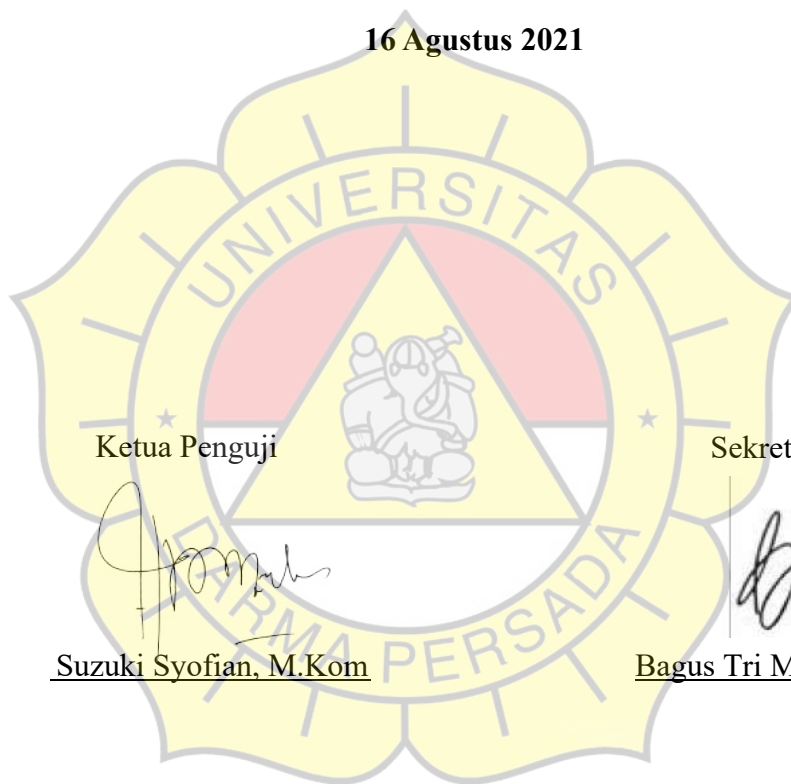 16 Agustus 2021
UNIVERSITAS
Ketua Penguji
Sekret
DARMA PERSADA
Suzuki Syofian, M.Kom
Bagus Tri M